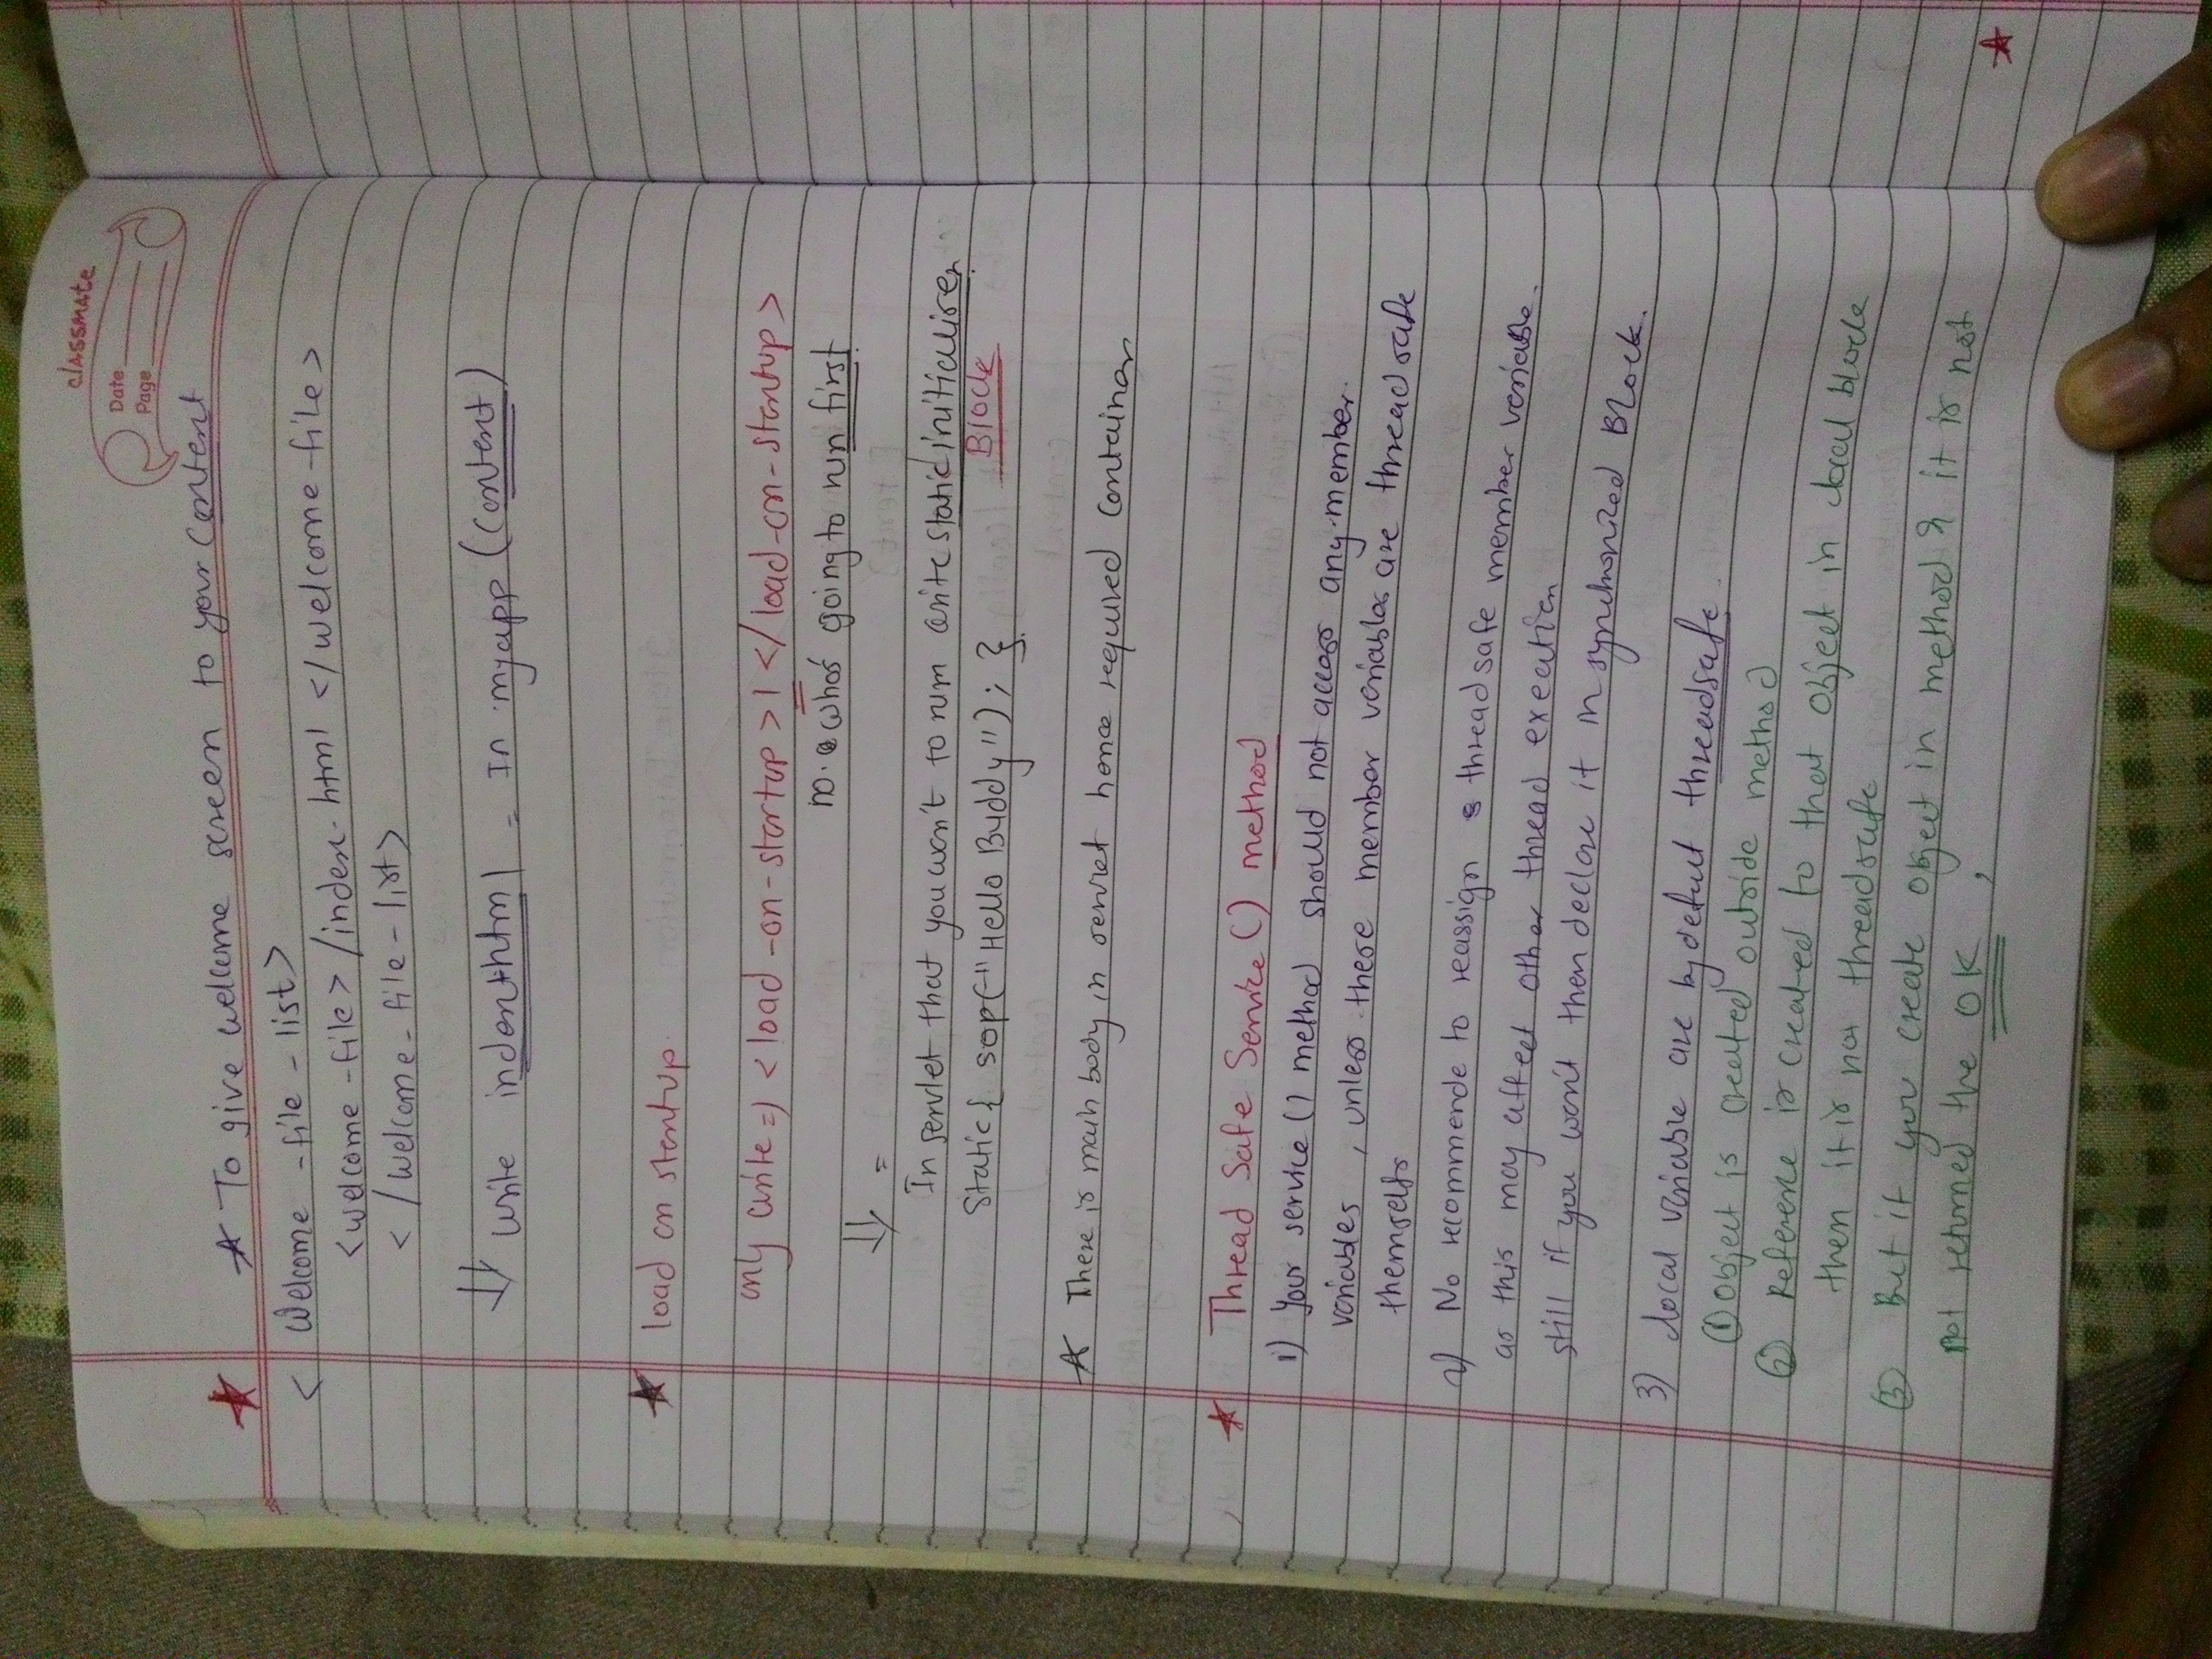 classmate
Date
Page
★ ★ To give welcome screen to your content
< Welcome -file - list>
<welcome -file> /index.html </welcome-file>
< /welcome - file - list>
⇓ write = In myapp (content)
★ load on startup.
only write => <load -on-startup >1 </load-on-startup>
no. who's going to run first
⇓ =
In servlet that you won't to run write static initialiser
Block
static{ sop("Hello Buddy"); }
★ There is main body in servlet hence required container
★ Thread Safe Service () method
1) Your service () method should not access any member
variables , unless these member variables are thread safe
themselfs
2) No recommende to reassign thread safe member variable.
as this may affect other thread exeution
still if you won't then declare it in synchronized Block.
3) local variable are by defult threadsafe.
① Object is created outside method
② Reference is created to that object in local block
then it is not threadsafe
③ But if you create object in method & it is not
not returned the OK ,
★